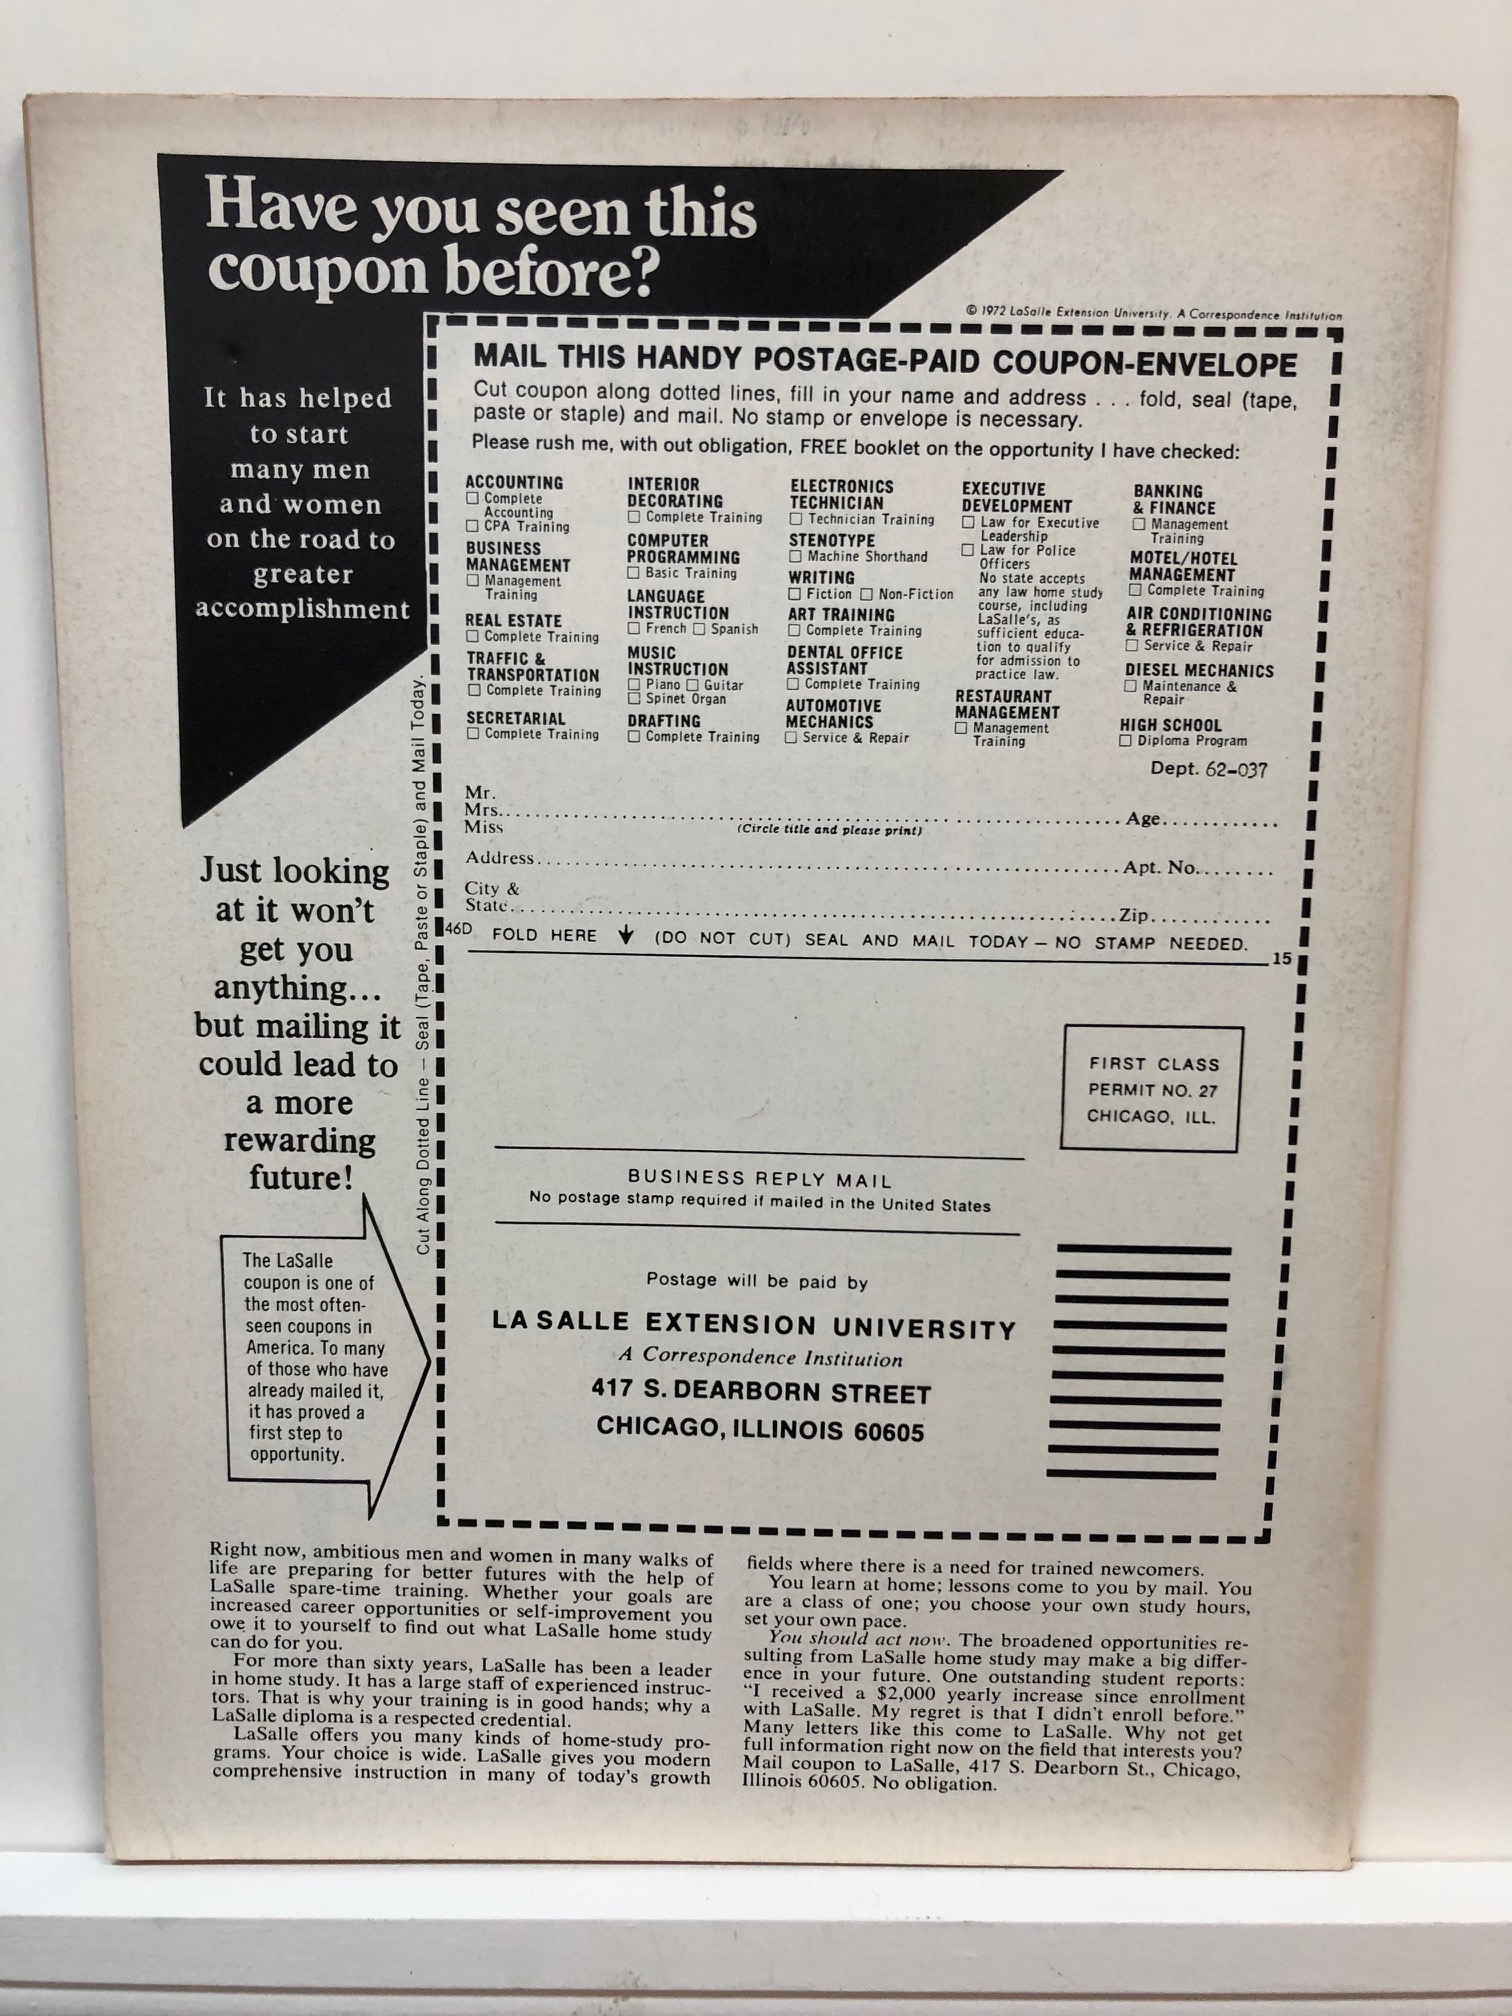 Have you seen this
coupon before?
© 1972 LaSalle Extension University. A Correspondence Institution
It has helped
to start
many men
and women
on the road to
greater
accomplishment
Just looking
at it won't
get you
anything...
but mailing it
could lead to
a more
rewarding
future!
The LaSalle
coupon is one of
the most often-
seen coupons in
America. To many
of those who have
already mailed it,
it has proved a
first step to
opportunity.
Cut Along Dotted Line — Seal (Tape, Paste or Staple) and Mail Today.
MAIL THIS HANDY POSTAGE-PAID COUPON-ENVELOPE
Cut coupon along dotted lines, fill in your name and address . . . fold, seal (tape,
paste or staple) and mail. No stamp or envelope is necessary.
Please rush me, with out obligation, FREE booklet on the opportunity I have checked:
ACCOUNTING
☐ Complete
Accounting
☐ CPA Training
BUSINESS
MANAGEMENT
☐ Management
Training
REAL ESTATE
☐ Complete Training
TRAFFIC &
TRANSPORTATION
☐ Complete Training
SECRETARIAL
☐ Complete Training
INTERIOR
DECORATING
☐ Complete Training
COMPUTER
PROGRAMMING
☐ Basic Training
LANGUAGE
INSTRUCTION
☐ French ☐ Spanish
MUSIC
INSTRUCTION
☐ Piano ☐ Guitar
☐ Spinet Organ
DRAFTING
☐ Complete Training
ELECTRONICS
TECHNICIAN
☐ Technician Training
STENOTYPE
☐ Machine Shorthand
WRITING
☐ Fiction ☐ Non-Fiction
ART TRAINING
☐ Complete Training
DENTAL OFFICE
ASSISTANT
☐ Complete Training
AUTOMOTIVE
MECHANICS
☐ Service & Repair
EXECUTIVE
DEVELOPMENT
☐ Law for Executive
Leadership
☐ Law for Police
Officers
No state accepts
any law home study
course, including
LaSalle's, as
sufficient educa-
tion to qualify
for admission to
practice law.
RESTAURANT
MANAGEMENT
☐ Management
Training
BANKING
& FINANCE
☐ Management
Training
MOTEL/HOTEL
MANAGEMENT
☐ Complete Training
AIR CONDITIONING
& REFRIGERATION
☐ Service & Repair
DIESEL MECHANICS
☐ Maintenance &
Repair
HIGH SCHOOL
☐ Diploma Program
Dept. 62-037
Mr.
Mrs. Age
Miss (Circle title and please print)
Address Apt. No.
City &
State Zip
46D FOLD HERE ↓ (DO NOT CUT) SEAL AND MAIL TODAY — NO STAMP NEEDED.
15
FIRST CLASS
PERMIT NO. 27
CHICAGO, ILL.
BUSINESS REPLY MAIL
No postage stamp required if mailed in the United States
Postage will be paid by
LA SALLE EXTENSION UNIVERSITY
A Correspondence Institution
417 S. DEARBORN STREET
CHICAGO, ILLINOIS 60605
Right now, ambitious men and women in many walks of
life are preparing for better futures with the help of
LaSalle spare-time training. Whether your goals are
increased career opportunities or self-improvement you
owe it to yourself to find out what LaSalle home study
can do for you.
For more than sixty years, LaSalle has been a leader
in home study. It has a large staff of experienced instruc-
tors. That is why your training is in good hands; why a
LaSalle diploma is a respected credential.
LaSalle offers you many kinds of home-study pro-
grams. Your choice is wide. LaSalle gives you modern
comprehensive instruction in many of today's growth
fields where there is a need for trained newcomers.
You learn at home; lessons come to you by mail. You
are a class of one; you choose your own study hours,
set your own pace.
You should act now. The broadened opportunities re-
sulting from LaSalle home study may make a big differ-
ence in your future. One outstanding student reports:
"I received a $2,000 yearly increase since enrollment
with LaSalle. My regret is that I didn't enroll before."
Many letters like this come to LaSalle. Why not get
full information right now on the field that interests you?
Mail coupon to LaSalle, 417 S. Dearborn St., Chicago,
Illinois 60605. No obligation.